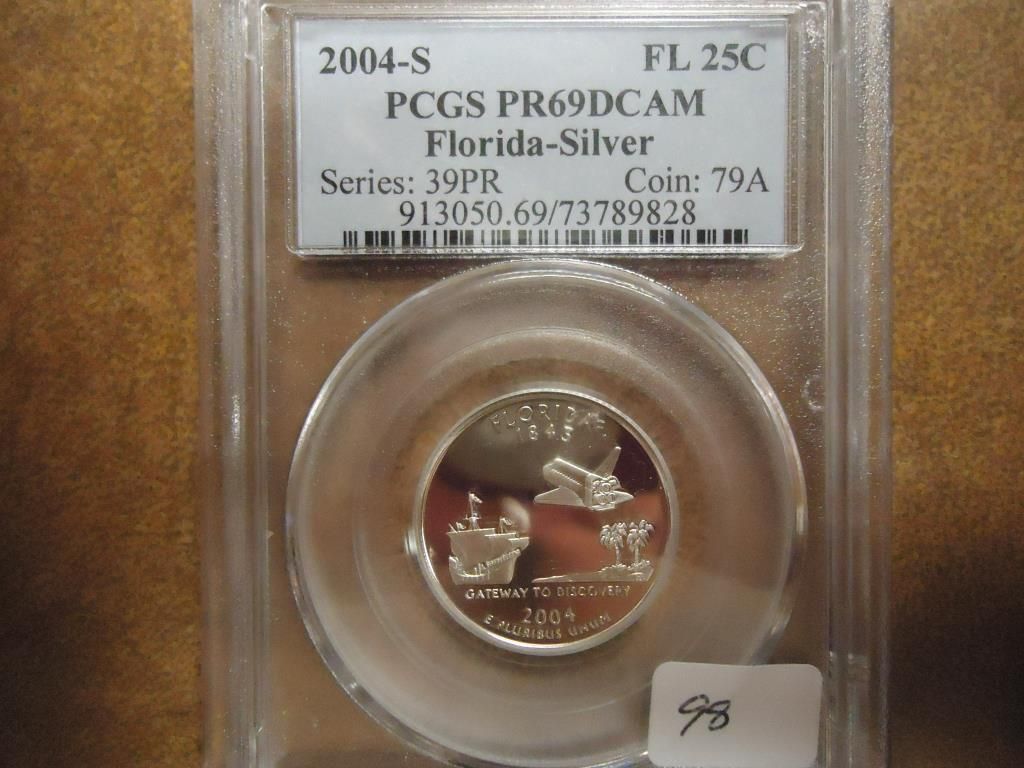 2004-S FL 25C
PCGS PR69DCAM
Florida-Silver
Series: 39PR Coin: 79A
913050.69/73789828
FLORIDA
1845
GATEWAY TO DISCOVERY
2004
E PLURIBUS UNUM
98